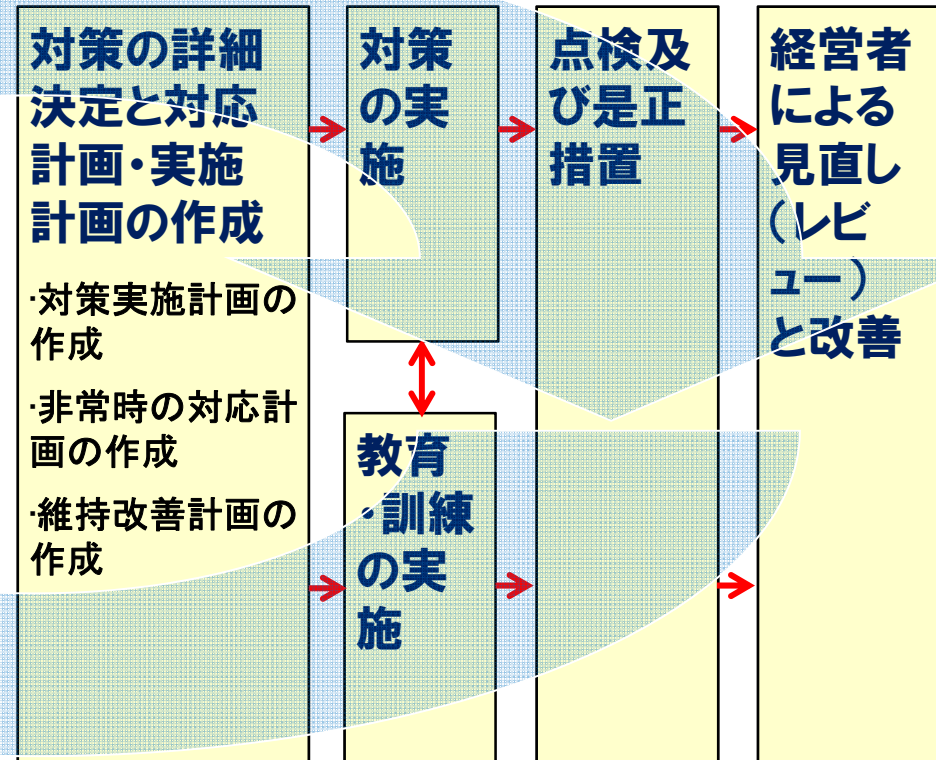 対策の詳細
決定と対応
計画・実施
計画の作成
・対策実施計画の
作成
・非常時の対応計
画の作成
・維持改善計画の
作成
対策
の実
施
教育
・訓練
の実
施
点検及
び是正
措置
経営者
による
見直し
（レビ
ュー）
と改善